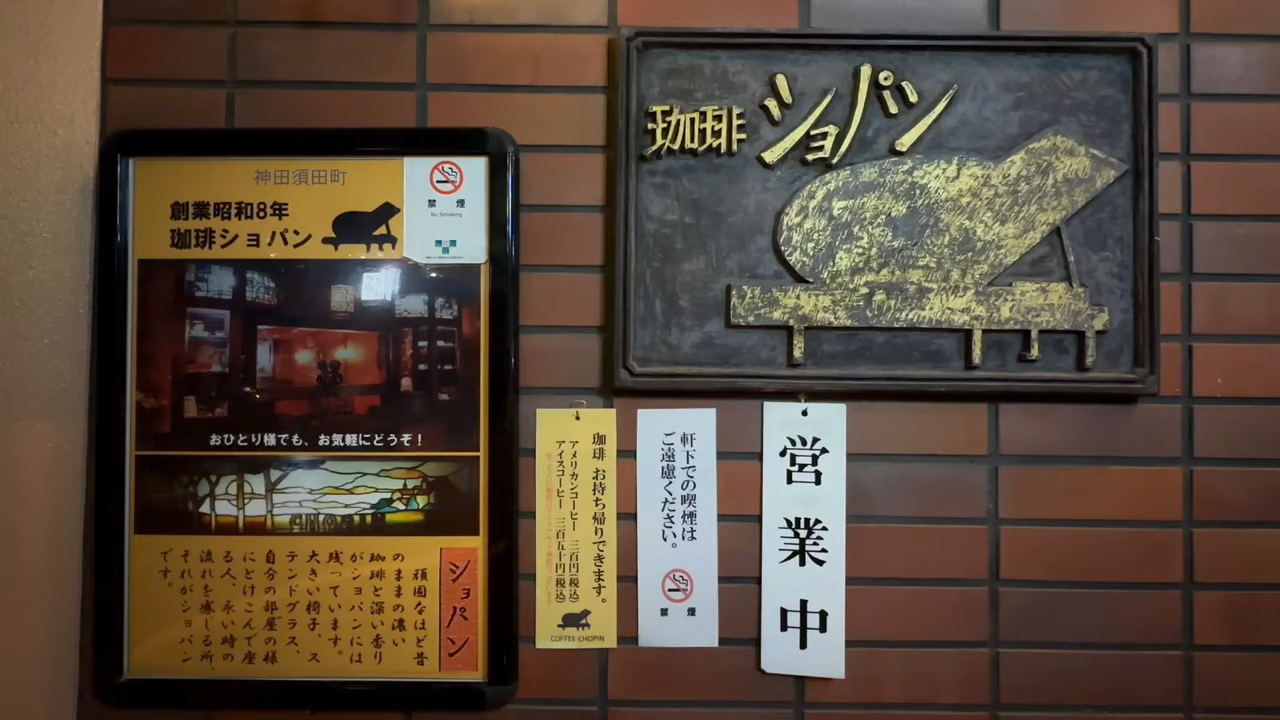 神田須田町
創業昭和8年
珈琲ショパン
禁 煙
No Smoking
おひとり様でも、お気軽にどうぞ!
ショパン
頑固なほど昔
のままの濃い
珈琲と深い香り
がショパンには
残っています。
大きい椅子、ス
テンドグラス、
自分の部屋の様
にとけこんで座
る人、永い時の
流れを感じる所。
それがショパン
です。
珈琲 ショパン
珈琲 お持ち帰りできます。
アメリカンコーヒー 三百円(税込)
アイスコーヒー 三百五十円(税込)
COFFEE CHOPIN
軒下での喫煙は
ご遠慮ください。
禁 煙
営業中